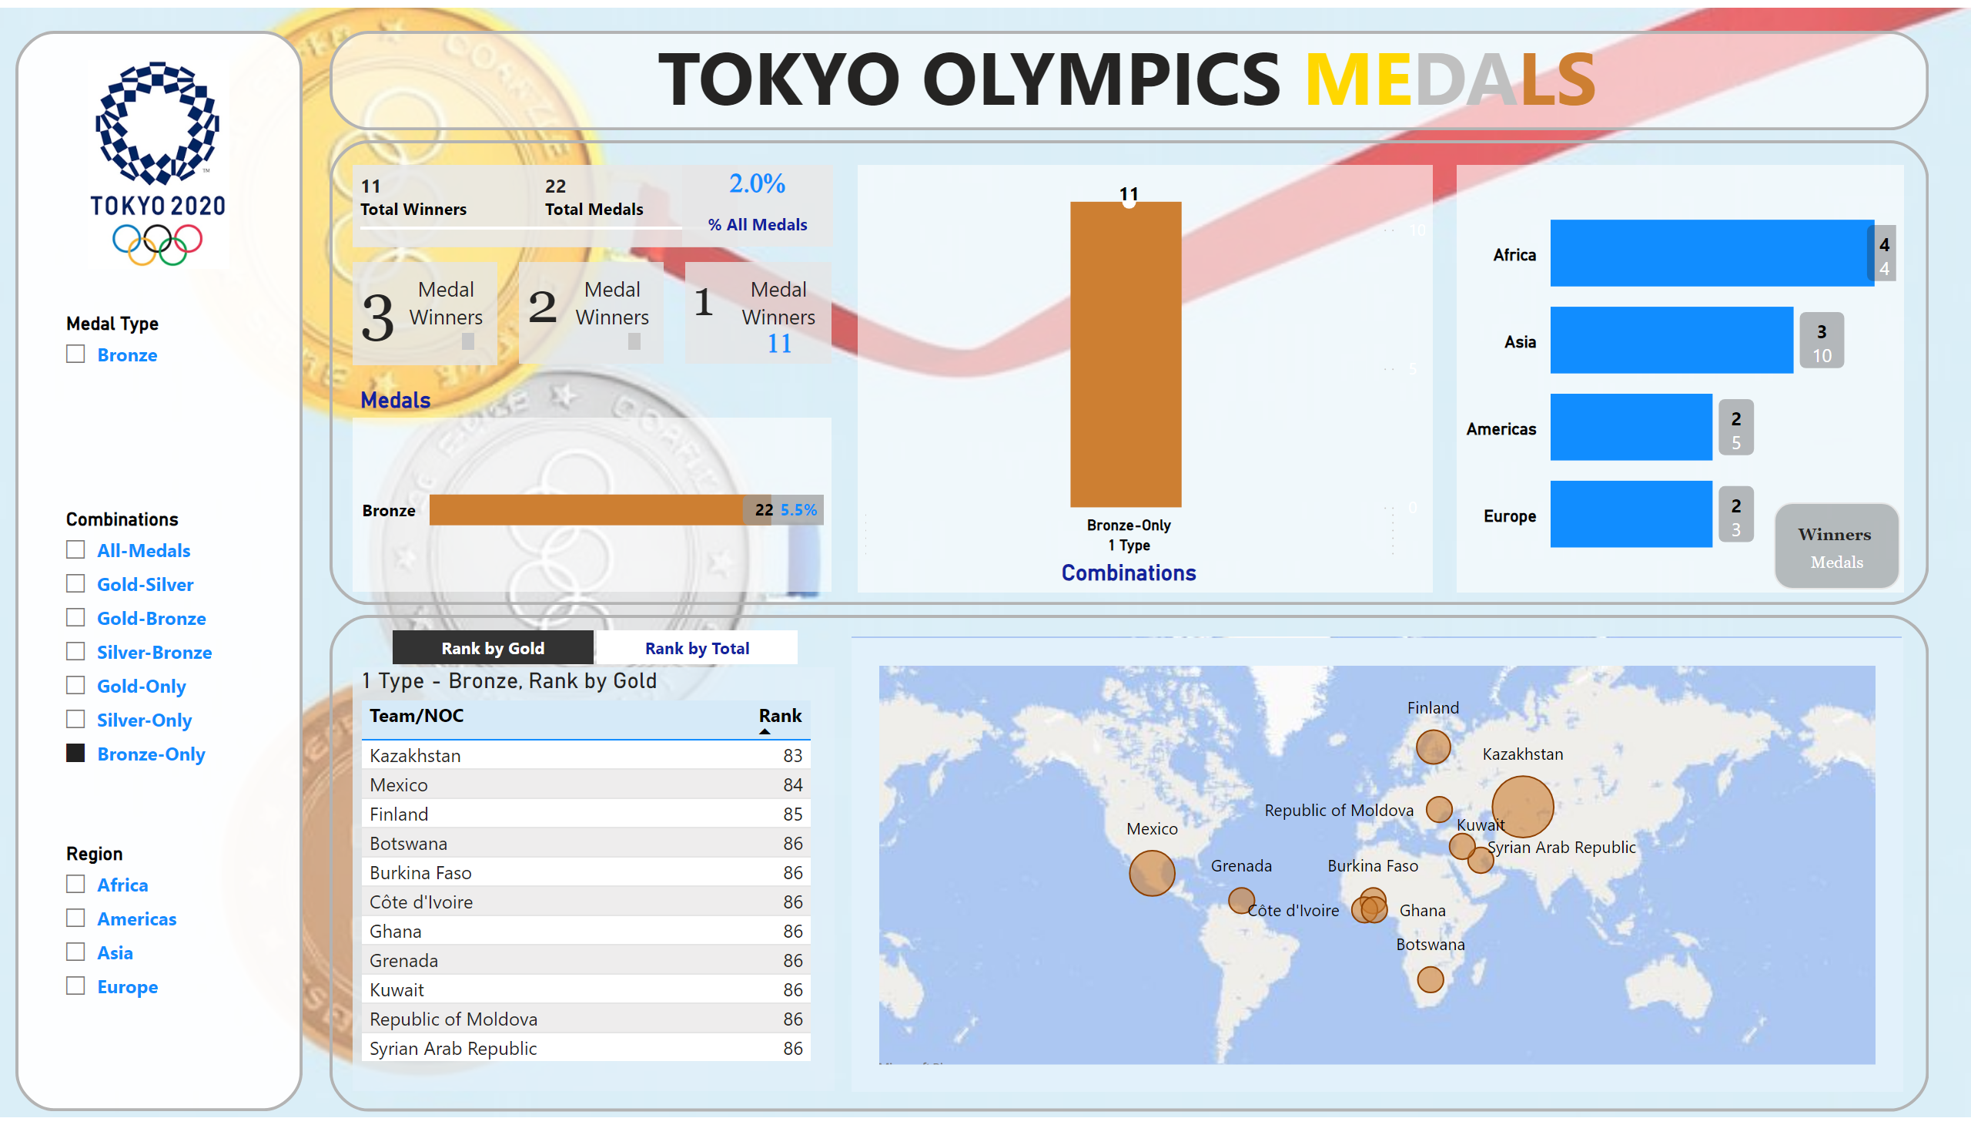 TOKYO OLYMPICS MEDALS
TOKYO 2020
Medal Type
Bronze
Combinations
All-Medals
Gold-Silver
Gold-Bronze
Silver-Bronze
Gold-Only
Silver-Only
Bronze-Only
Region
Africa
Americas
Asia
Europe
11
Total Winners
22
Total Medals
2.0%
% All Medals
3 Medal Winners
2 Medal Winners
1 Medal Winners
11
Medals
Bronze 22 5.5%
11
10
5
0
Bronze-Only
1 Type
Combinations
Africa 4
4
Asia 3
10
Americas 2
5
Europe 2
3
Winners
Medals
Rank by Gold
Rank by Total
1 Type - Bronze, Rank by Gold
Team/NOC Rank
Kazakhstan 83
Mexico 84
Finland 85
Botswana 86
Burkina Faso 86
Côte d'Ivoire 86
Ghana 86
Grenada 86
Kuwait 86
Republic of Moldova 86
Syrian Arab Republic 86
Finland
Kazakhstan
Republic of Moldova
Kuwait
Mexico
Syrian Arab Republic
Grenada
Burkina Faso
Côte d'Ivoire
Ghana
Botswana